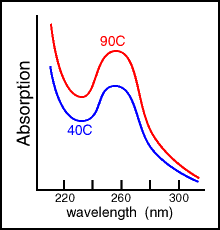 Absorption
90C
40C
220 260 300
wavelength (nm)